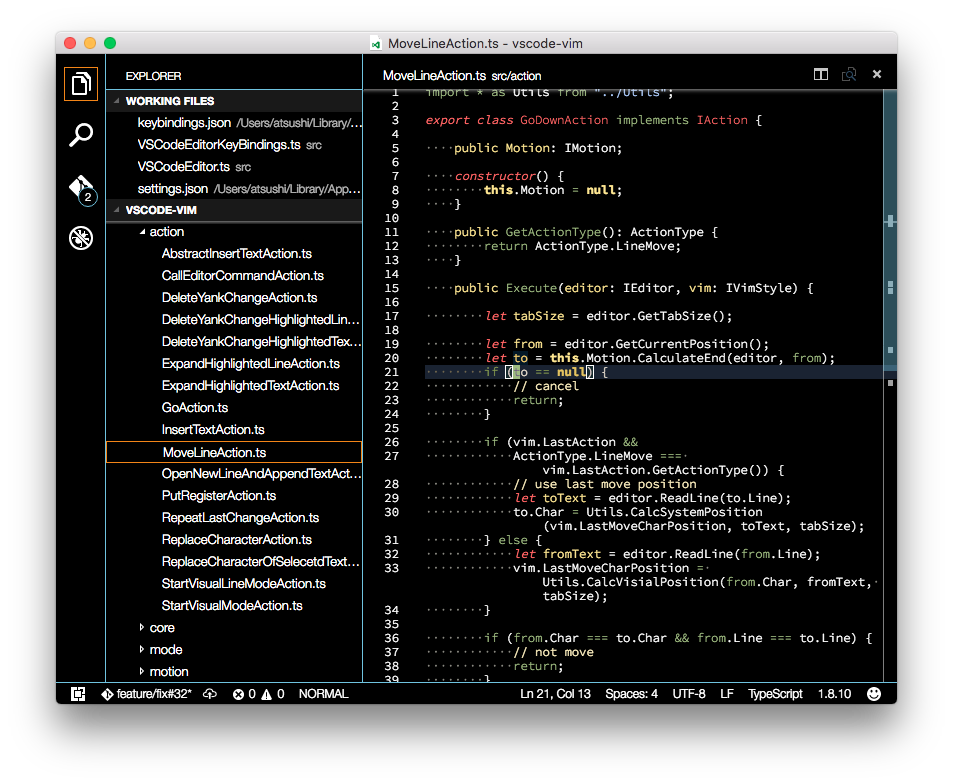 MoveLineAction.ts - vscode-vim
EXPLORER
WORKING FILES
keybindings.json /Users/atsushi/Library/...
VSCodeEditorKeyBindings.ts src
VSCodeEditor.ts src
settings.json /Users/atsushi/Library/App...
VSCODE-VIM
action
AbstractInsertTextAction.ts
CallEditorCommandAction.ts
DeleteYankChangeAction.ts
DeleteYankChangeHighlightedLin...
DeleteYankChangeHighlightedTex...
ExpandHighlightedLineAction.ts
ExpandHighlightedTextAction.ts
GoAction.ts
InsertTextAction.ts
MoveLineAction.ts
OpenNewLineAndAppendTextAct...
PutRegisterAction.ts
RepeatLastChangeAction.ts
ReplaceCharacterAction.ts
ReplaceCharacterOfSelecetdText...
StartVisualLineModeAction.ts
StartVisualModeAction.ts
core
mode
motion
2
MoveLineAction.ts src/action
1 import * as Utils from "../Utils";
2
3 export class GoDownAction implements IAction {
4
5 ····public Motion: IMotion;
6
7 ····constructor() {
8 ········this.Motion = null;
9 ····}
10
11 ····public GetActionType(): ActionType {
12 ········return ActionType.LineMove;
13 ····}
14
15 ····public Execute(editor: IEditor, vim: IVimStyle) {
16
17 ········let tabSize = editor.GetTabSize();
18
19 ········let from = editor.GetCurrentPosition();
20 ········let to = this.Motion.CalculateEnd(editor, from);
21 ········if (to == null) {
22 ············// cancel
23 ············return;
24 ········}
25
26 ········if (vim.LastAction &&
27 ············ActionType.LineMove ===·
vim.LastAction.GetActionType()) {
28 ············// use last move position
29 ············let toText = editor.ReadLine(to.Line);
30 ············to.Char = Utils.CalcSystemPosition
(vim.LastMoveCharPosition, toText, tabSize);
31 ········} else {
32 ············let fromText = editor.ReadLine(from.Line);
33 ············vim.LastMoveCharPosition =·
Utils.CalcVisialPosition(from.Char, fromText,·
tabSize);
34 ········}
35
36 ········if (from.Char === to.Char && from.Line === to.Line) {
37 ············// not move
38 ············return;
39 ········}
feature/fix#32* 0 0 NORMAL
Ln 21, Col 13 Spaces: 4 UTF-8 LF TypeScript 1.8.10